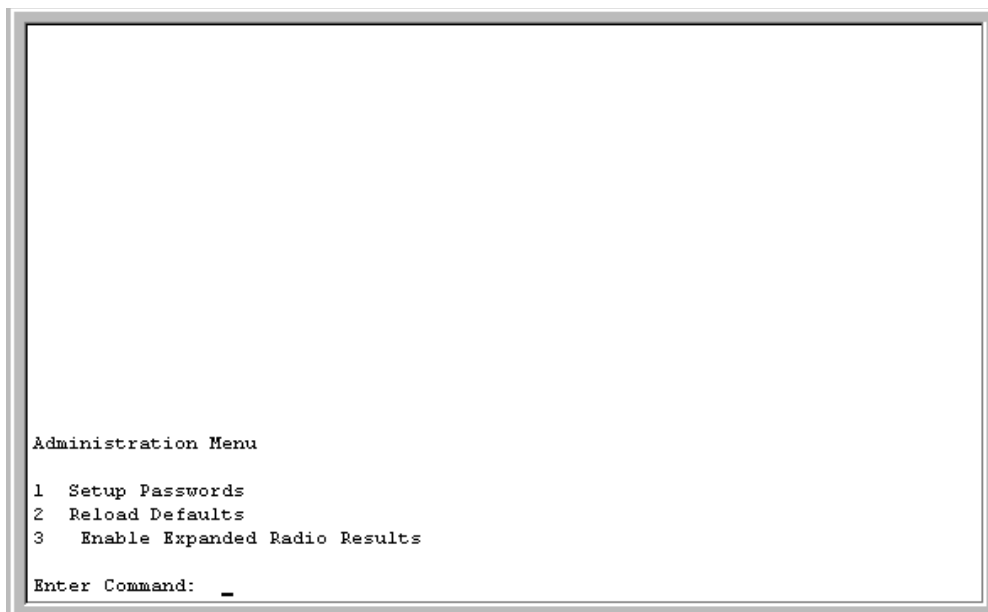 Administration Menu
1 Setup Passwords
2 Reload Defaults
3 Enable Expanded Radio Results
Enter Command: _